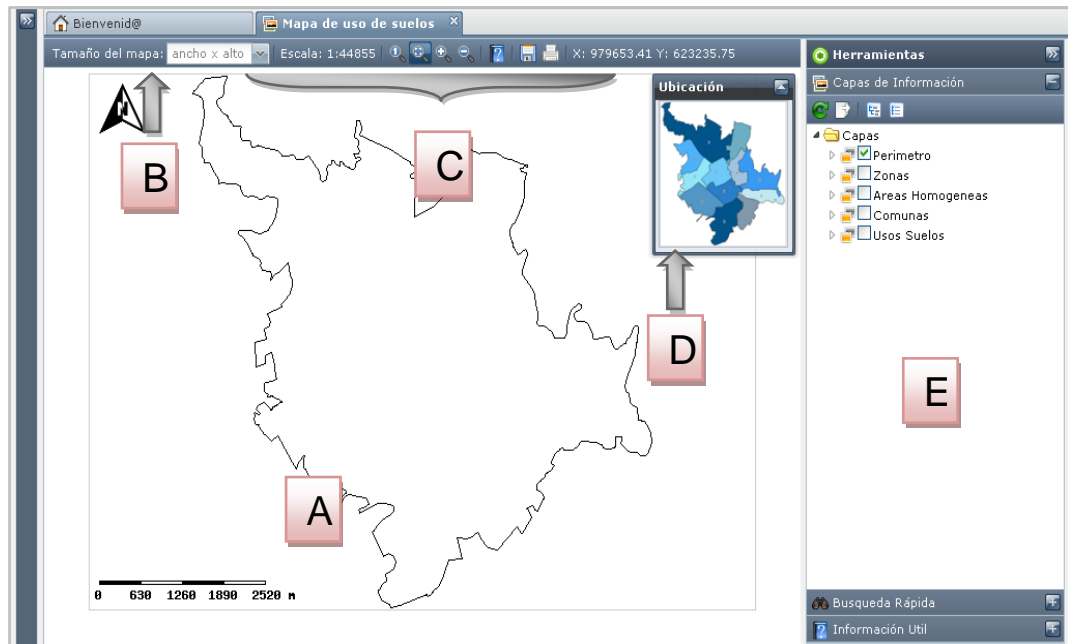 Bienvenid@
Mapa de uso de suelos
Tamaño del mapa: ancho x alto Escala: 1:44855 X: 979653.41 Y: 623235.75
Herramientas
Capas de Información
Capas
Perimetro
Zonas
Areas Homogeneas
Comunas
Usos Suelos
Ubicación
N
B
C
D
E
A
0 630 1260 1890 2520 M
Busqueda Rápida
Información Util